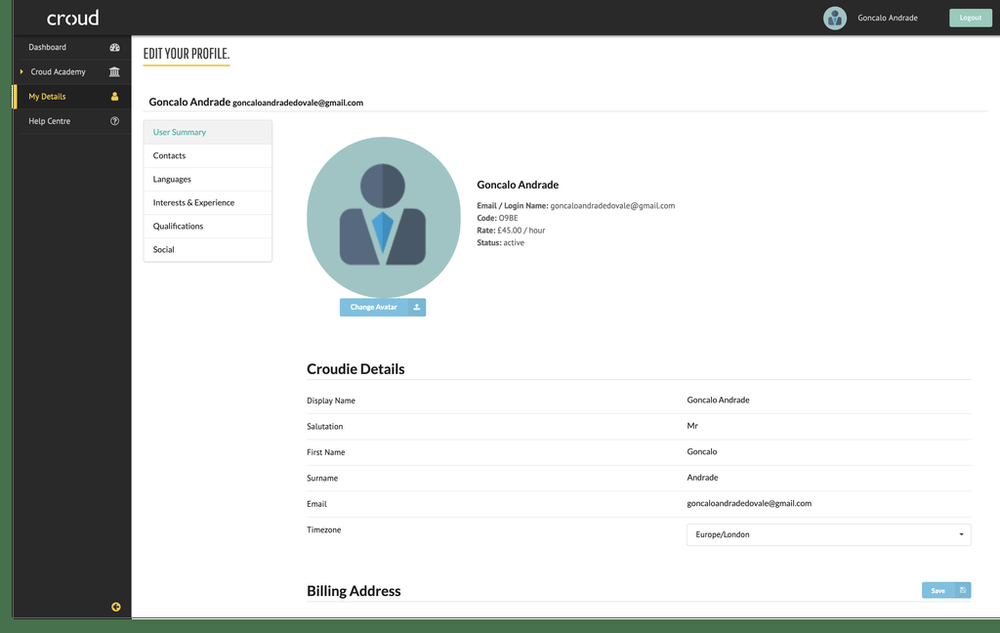 croud
Goncalo Andrade
Logout
Dashboard
Croud Academy
My Details
Help Centre
EDIT YOUR PROFILE.
Goncalo Andrade goncaloandradedovale@gmail.com
User Summary
Contacts
Languages
Interests & Experience
Qualifications
Social
Goncalo Andrade
Email / Login Name: goncaloandradedovale@gmail.com
Code: O9BE
Rate: £45.00 / hour
Status: active
Change Avatar
Croudie Details
Display Name Goncalo Andrade
Salutation Mr
First Name Goncalo
Surname Andrade
Email goncaloandradedovale@gmail.com
Timezone Europe/London
Billing Address Save